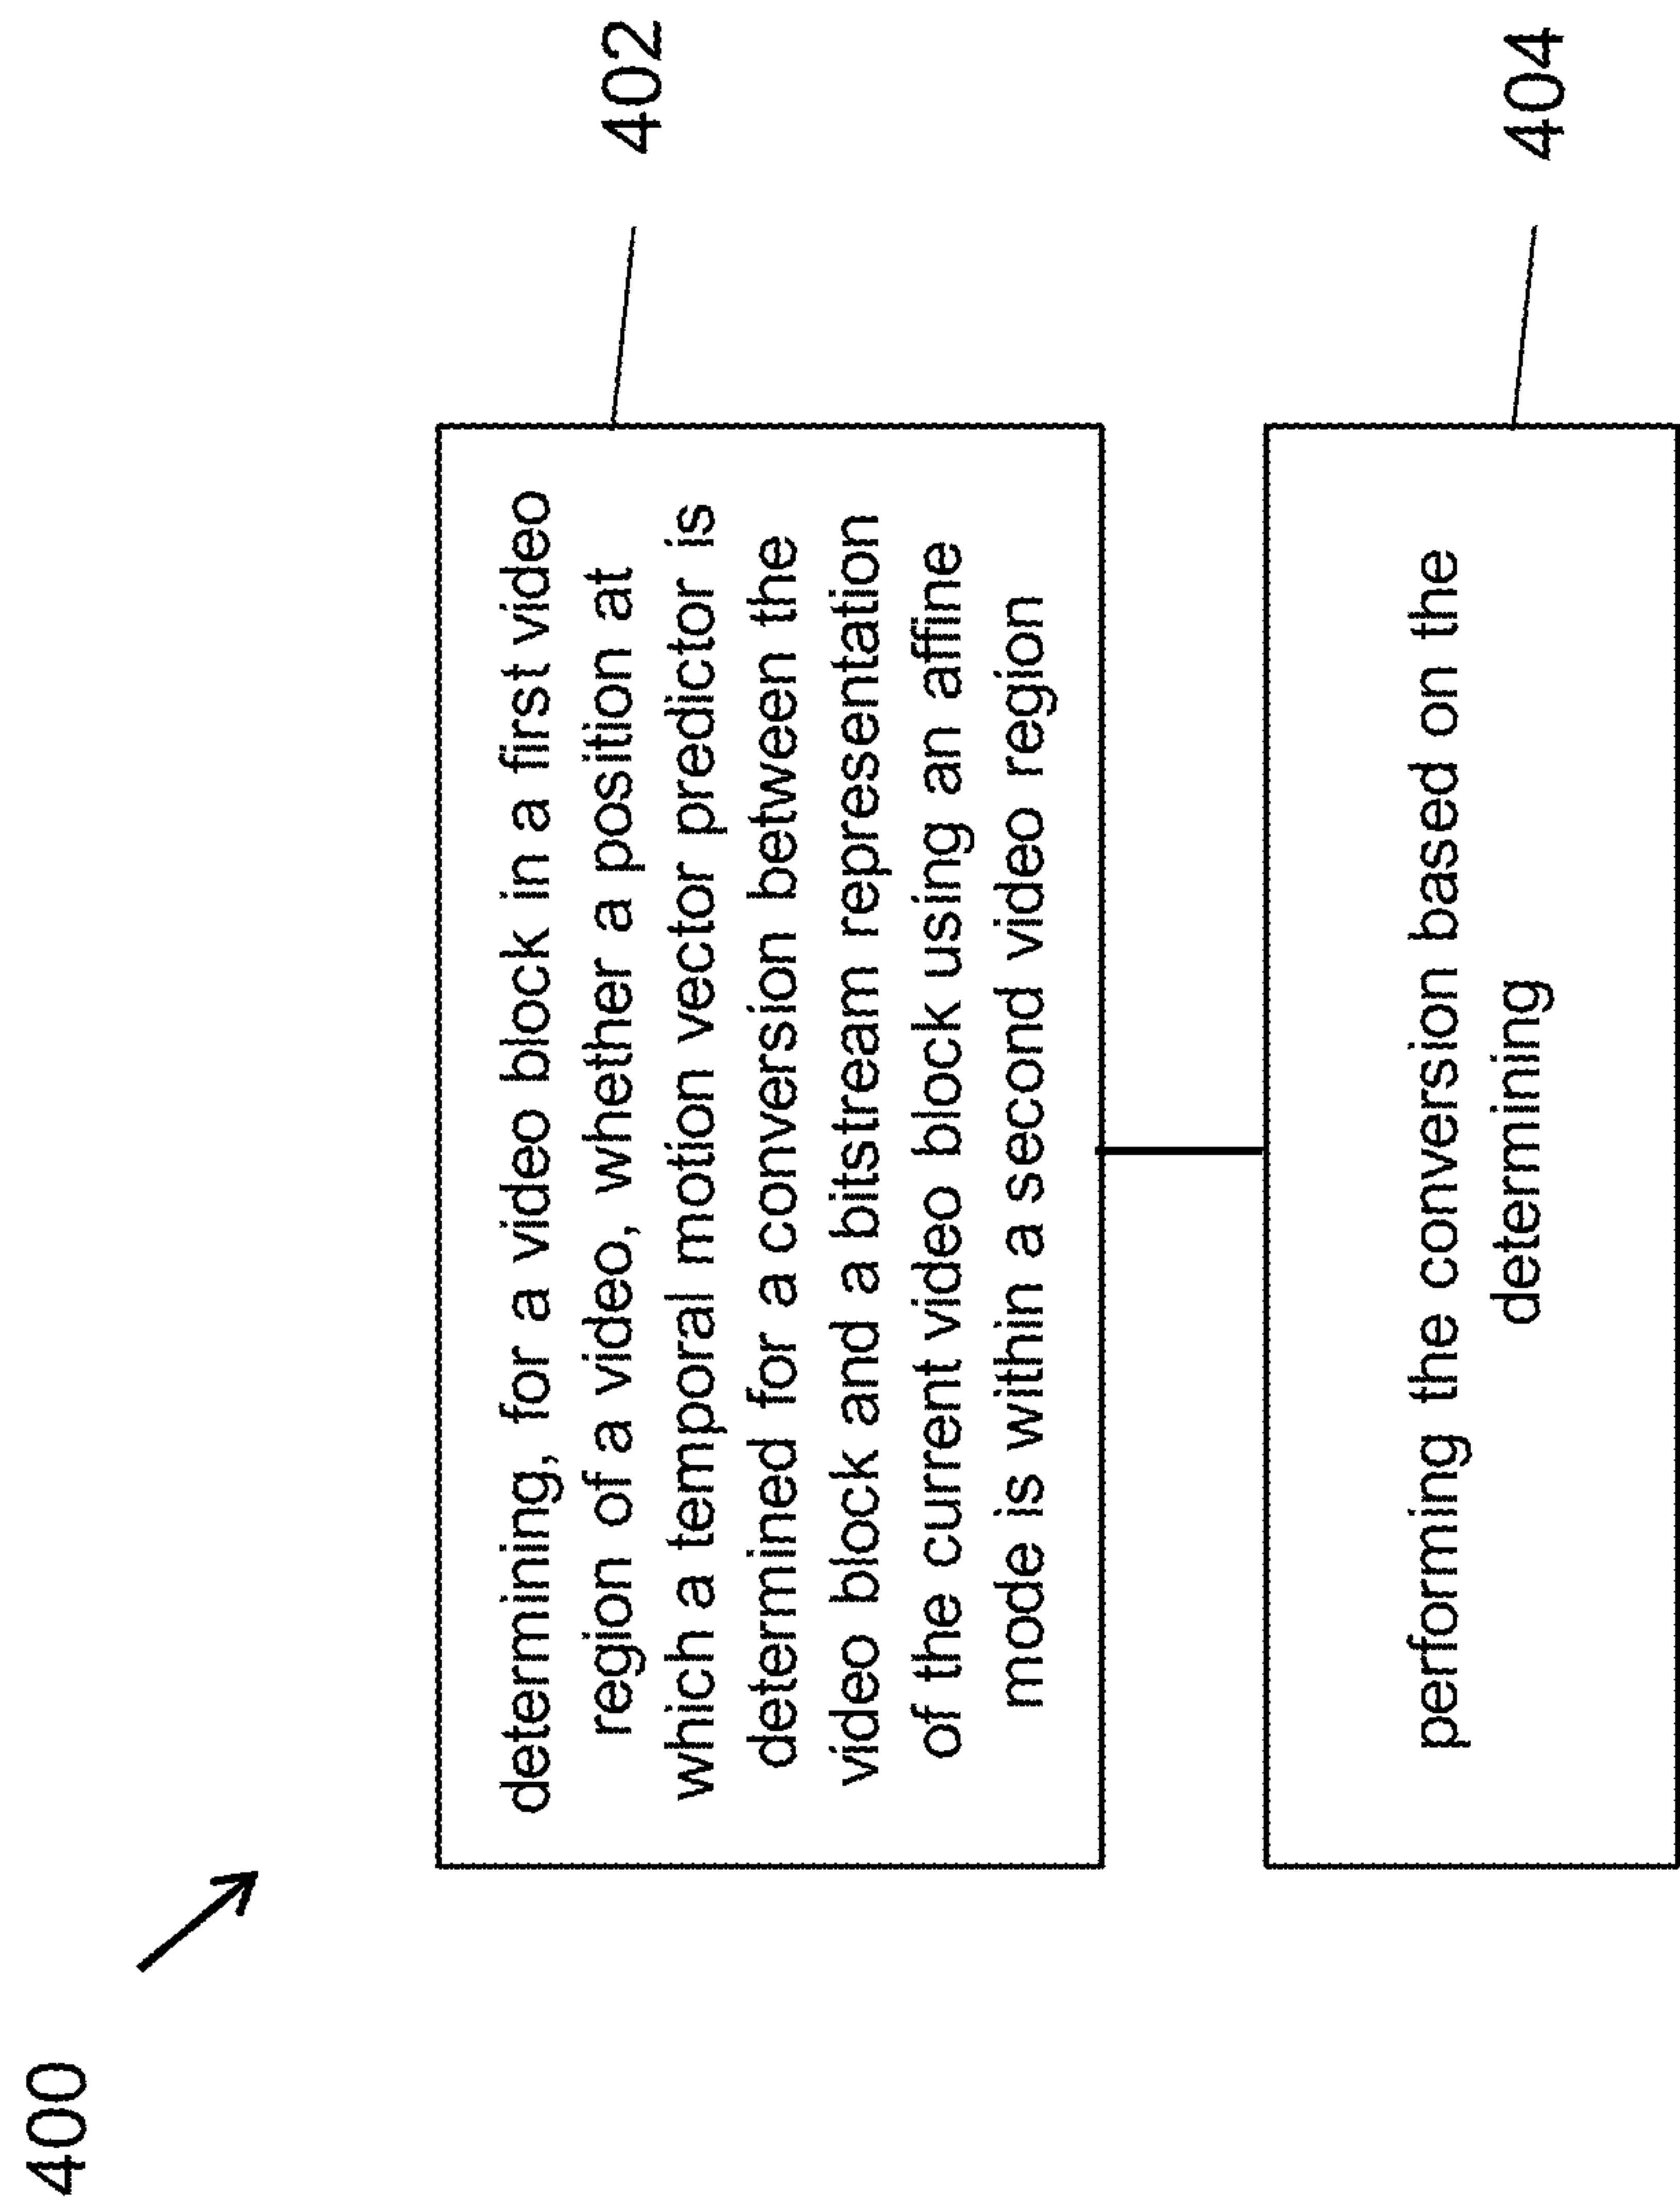 400
determining, for a video block in a first video
region of a video, whether a position at
which a temporal motion vector predictor is
determined for a conversion between the
video block and a bitstream representation
of the current video block using an affine
mode is within a second video region
402
performing the conversion based on the
determining
404